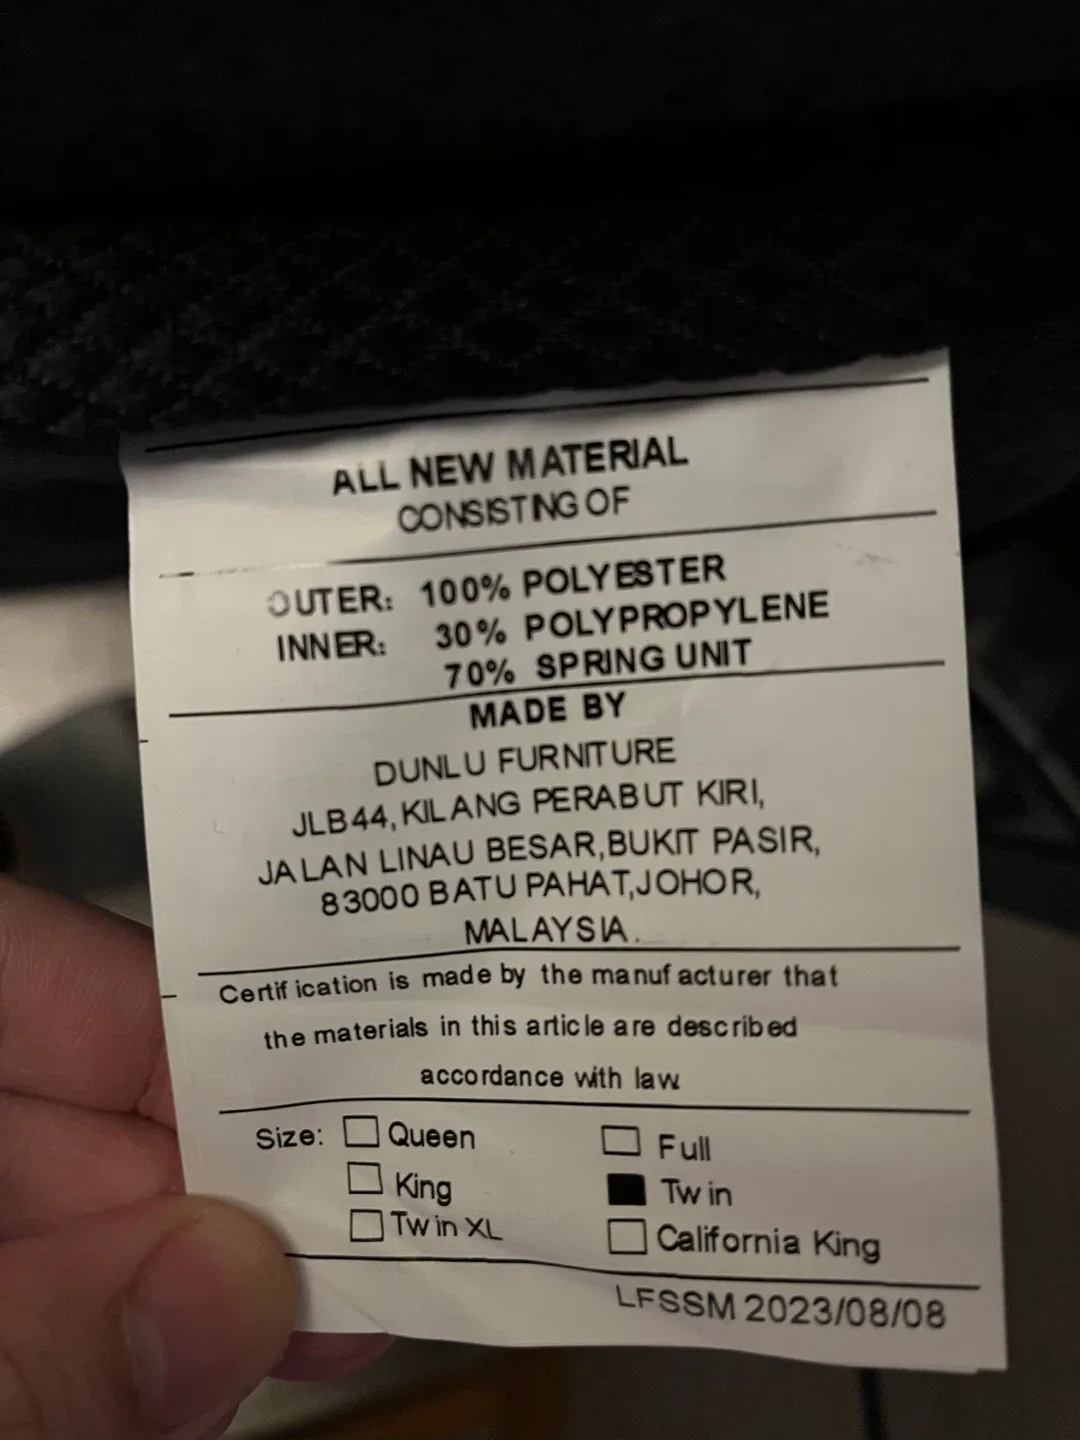 ALL NEW MATERIAL
CONSISTING OF
OUTER: 100% POLYESTER
INNER: 30% POLYPROPYLENE
70% SPRING UNIT
MADE BY
DUNLU FURNITURE
JLB44,KILANG PERABUT KIRI,
JALAN LINAU BESAR,BUKIT PASIR,
83000 BATU PAHAT,JOHOR,
MALAYSIA.
Certification is made by the manufacturer that
the materials in this article are described
accordance with law.
Size: Queen Full
King Twin
Twin XL California King
LFSSM 2023/08/08